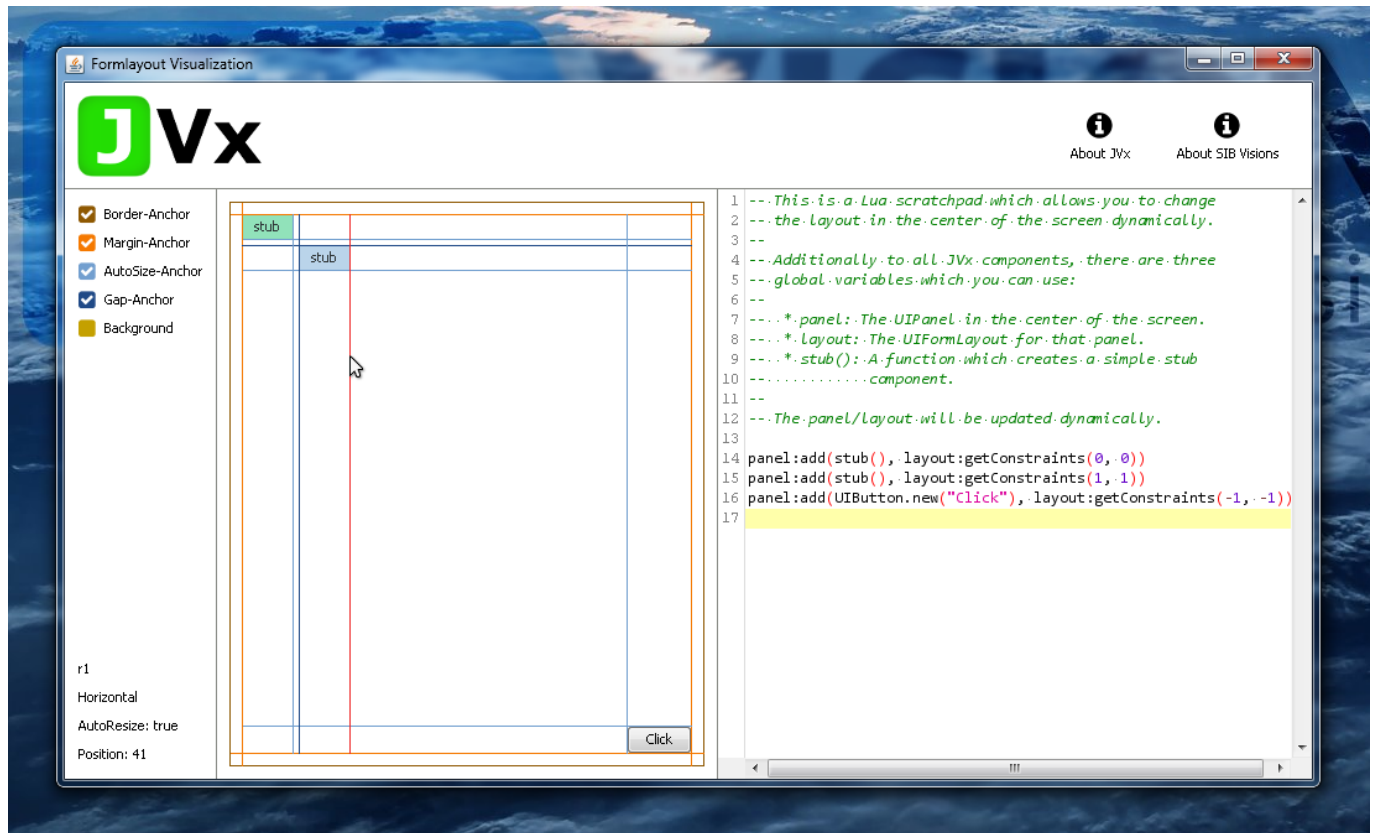 Formlayout Visualization
JVx
About JVx
About SIB Visions
Border-Anchor
Margin-Anchor
AutoSize-Anchor
Gap-Anchor
Background
r1
Horizontal
AutoResize: true
Position: 41
stub
stub
Click
1 -- This is a Lua scratchpad which allows you to change
2 -- the layout in the center of the screen dynamically.
3 --
4 -- Additionally to all JVx components, there are three
5 -- global variables which you can use:
6 --
7 --  * panel: The UIPanel in the center of the screen.
8 --  * layout: The UIFormLayout for that panel.
9 --  * stub(): A function which creates a simple stub
10 --            component.
11 --
12 -- The panel/layout will be updated dynamically.
13
14 panel:add(stub(), layout:getConstraints(0, 0))
15 panel:add(stub(), layout:getConstraints(1, 1))
16 panel:add(UIButton.new("Click"), layout:getConstraints(-1, -1))
17